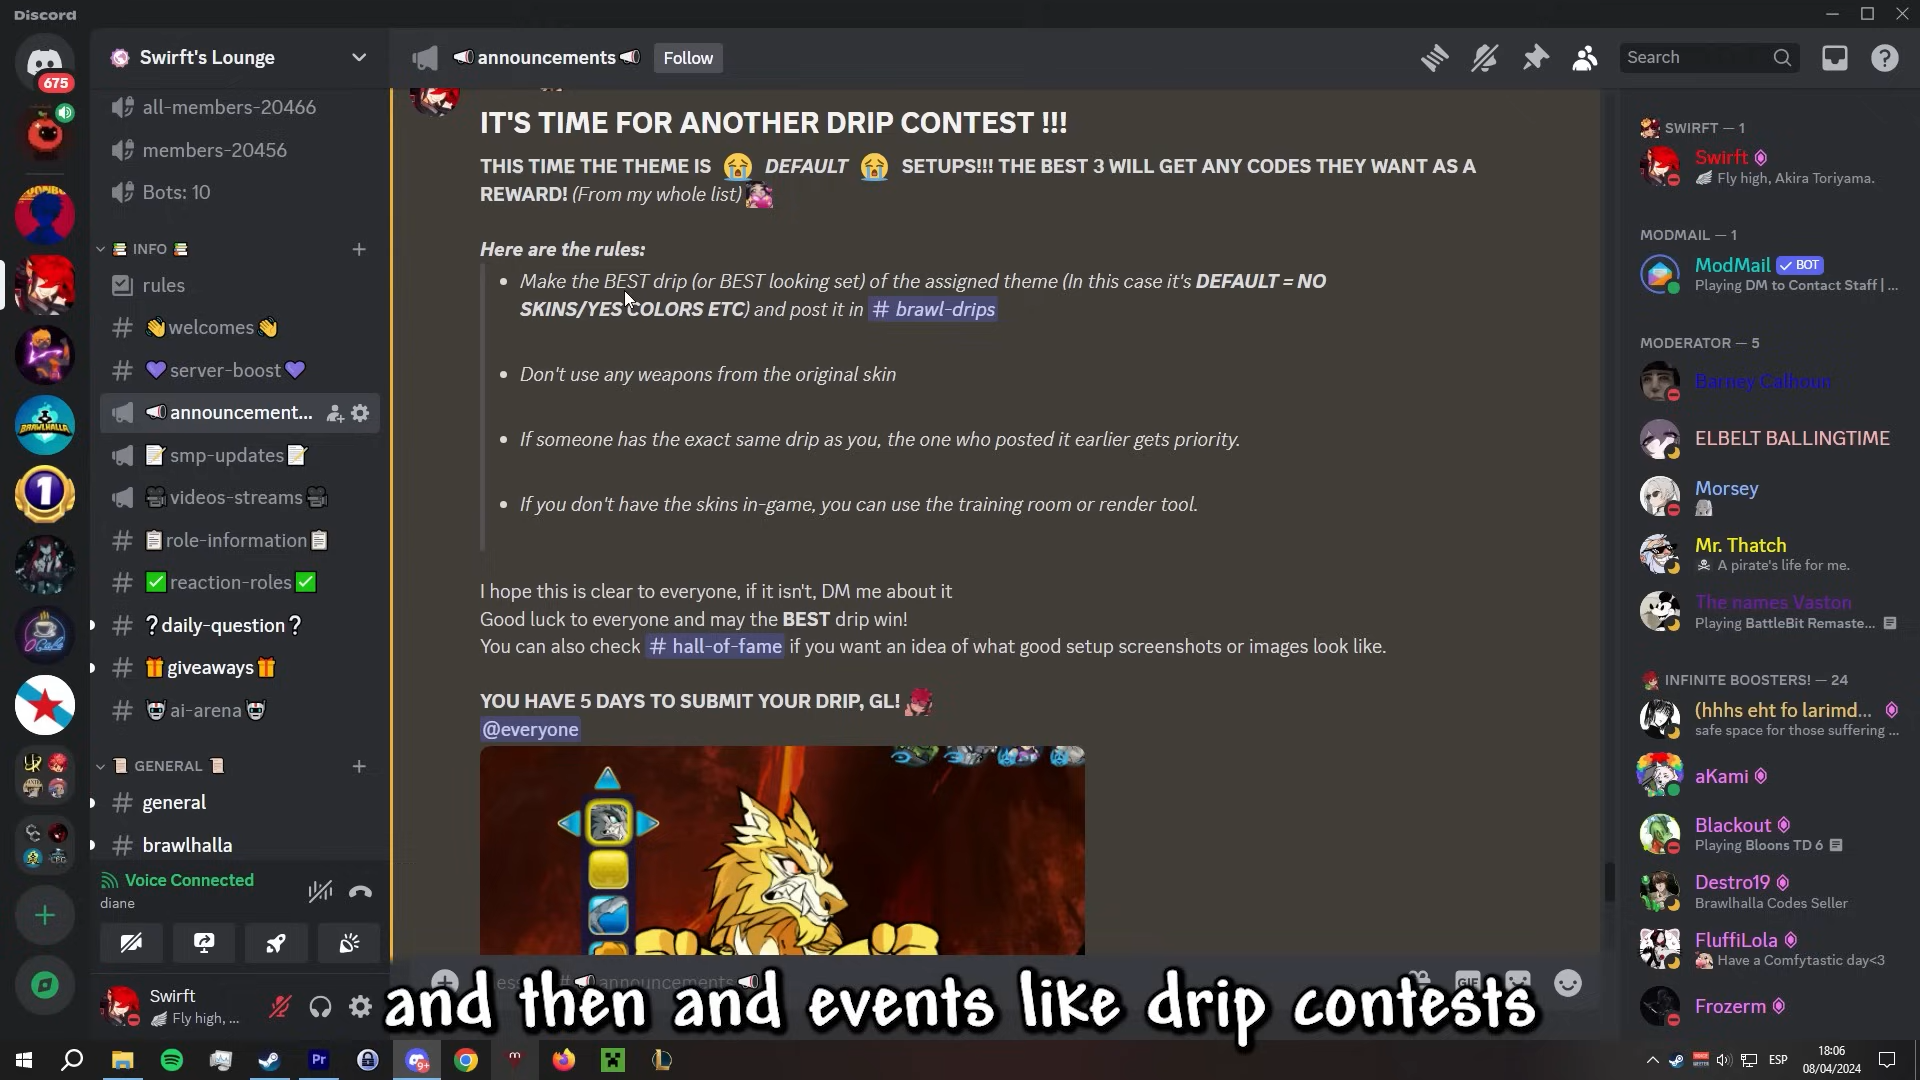 Discord
Swirft's Lounge
announcements
Follow
Search
675
all-members-20466
members-20456
Bots: 10
INFO
rules
welcomes
server-boost
announcement...
smp-updates
videos-streams
role-information
reaction-roles
?daily-question?
giveaways
ai-arena
GENERAL
general
brawlhalla
Voice Connected
diane
Swirft
Fly high, ...
IT'S TIME FOR ANOTHER DRIP CONTEST !!!
THIS TIME THE THEME IS DEFAULT SETUPS!!! THE BEST 3 WILL GET ANY CODES THEY WANT AS A
REWARD! (From my whole list)
Here are the rules:
• Make the BEST drip (or BEST looking set) of the assigned theme (In this case it's DEFAULT = NO
SKINS/YES COLORS ETC) and post it in # brawl-drips
• Don't use any weapons from the original skin
• If someone has the exact same drip as you, the one who posted it earlier gets priority.
• If you don't have the skins in-game, you can use the training room or render tool.
I hope this is clear to everyone, if it isn't, DM me about it
Good luck to everyone and may the BEST drip win!
You can also check # hall-of-fame if you want an idea of what good setup screenshots or images look like.
YOU HAVE 5 DAYS TO SUBMIT YOUR DRIP, GL!
@everyone
GIF
and then and events like drip contests
SWIRFT — 1
Swirft
Fly high, Akira Toriyama.
MODMAIL — 1
ModMail BOT
Playing DM to Contact Staff | ...
MODERATOR — 5
Barney Calhoun
ELBELT BALLINGTIME
Morsey
Mr. Thatch
A pirate's life for me.
The names Vaston
Playing BattleBit Remaste...
INFINITE BOOSTERS! — 24
(hhhs eht fo larimd...
safe space for those suffering ...
aKami
Blackout
Playing Bloons TD 6
Destro19
Brawlhalla Codes Seller
FluffiLola
Have a Comfytastic day<3
Frozerm
Pr
9+
ESP
18:06
08/04/2024